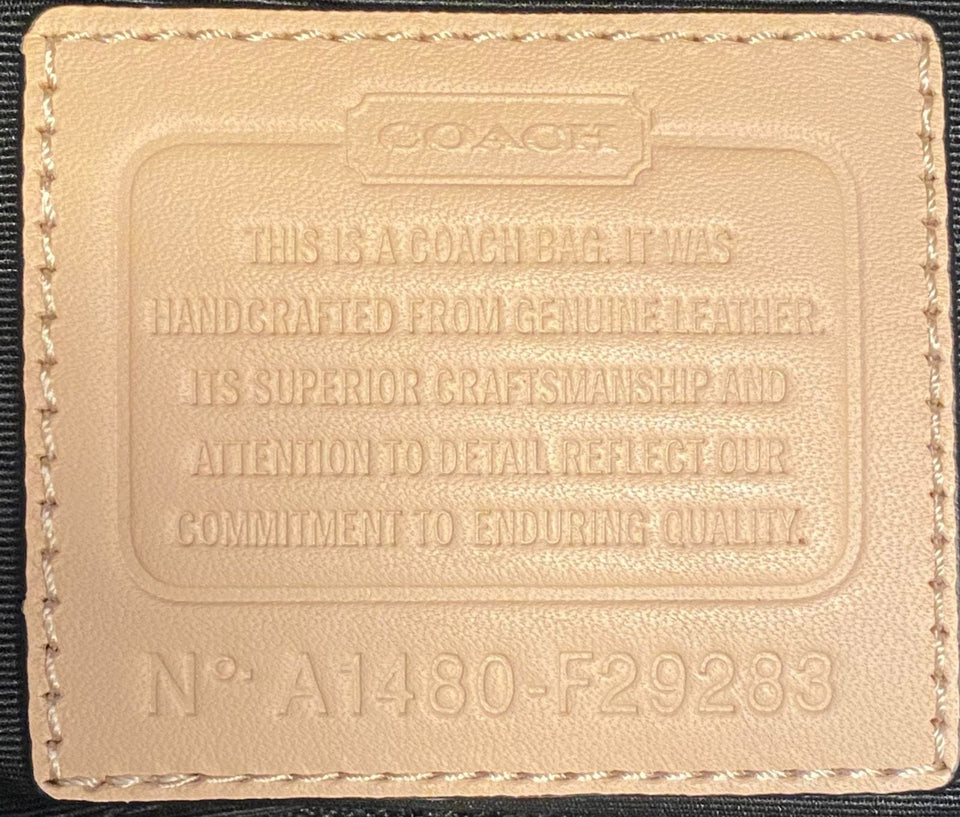 COACH
THIS IS A COACH BAG. IT WAS
HANDCRAFTED FROM GENUINE LEATHER.
ITS SUPERIOR CRAFTSMANSHIP AND
ATTENTION TO DETAIL REFLECT OUR
COMMITMENT TO ENDURING QUALITY.
Nº. A1480-F29283